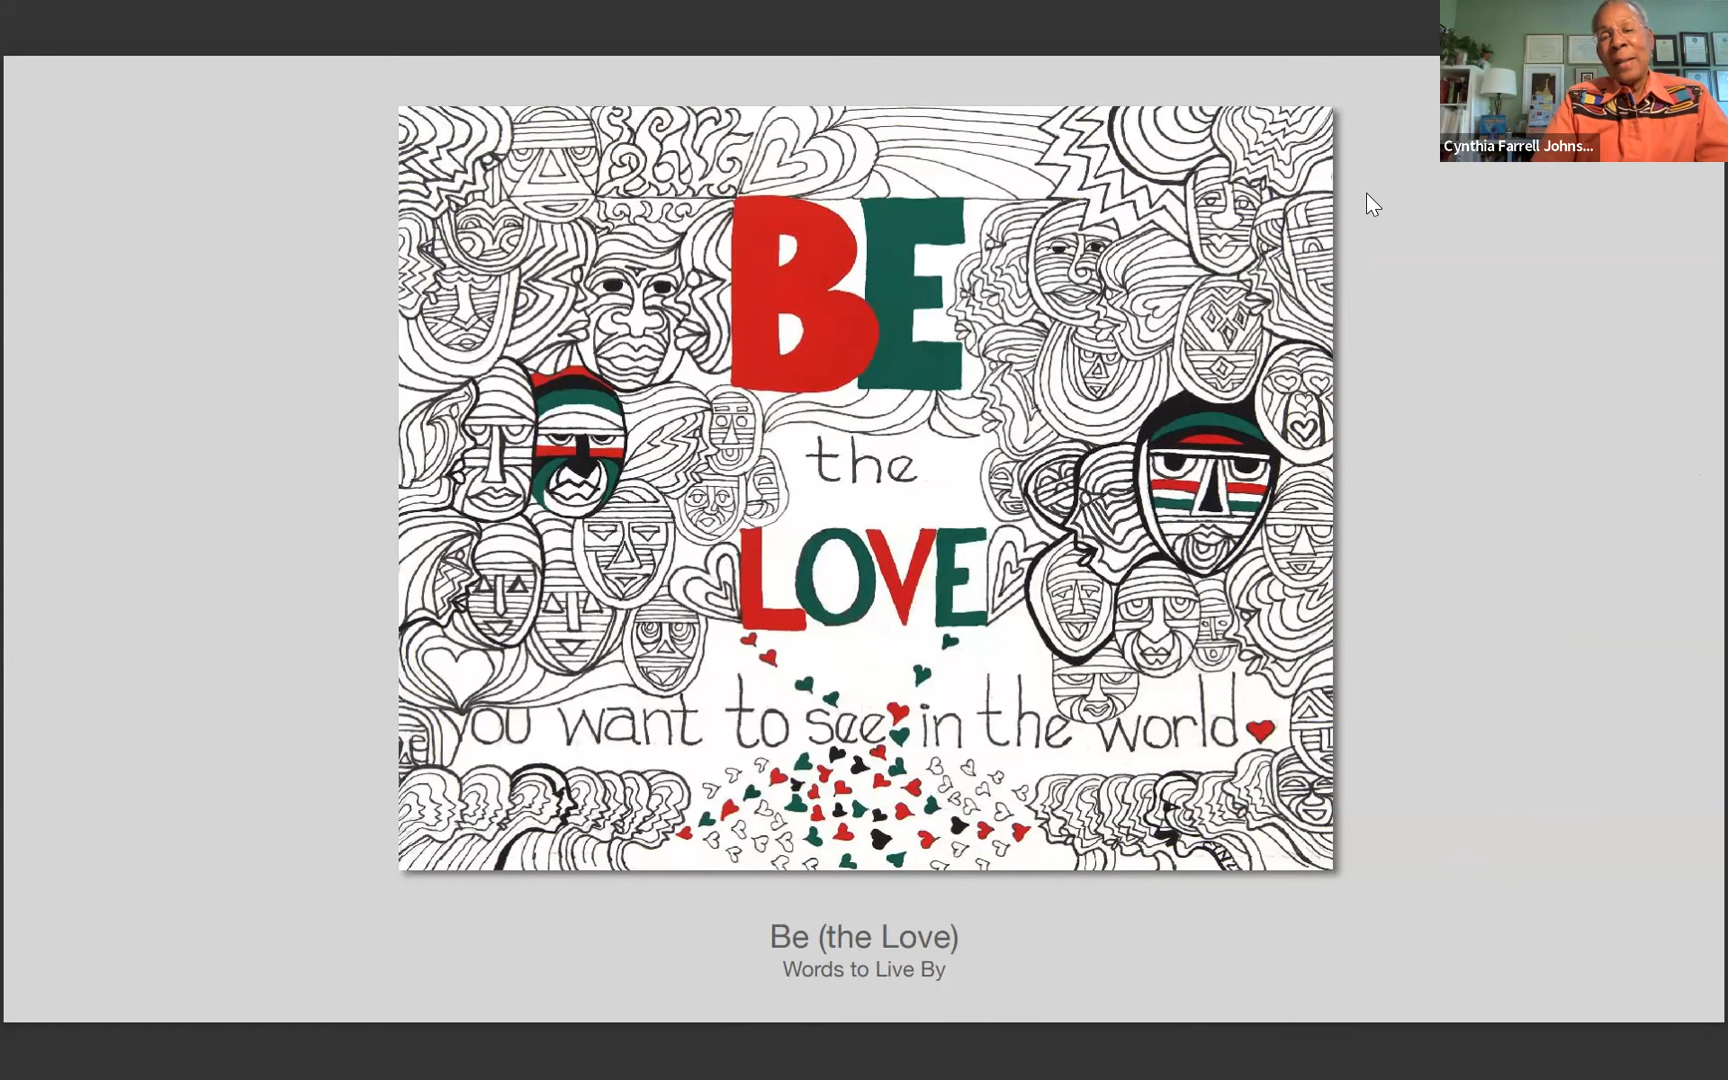 Cynthia Farrell Johns...
BE
the
LOVE
you want to see in the world
Be (the Love)
Words to Live By